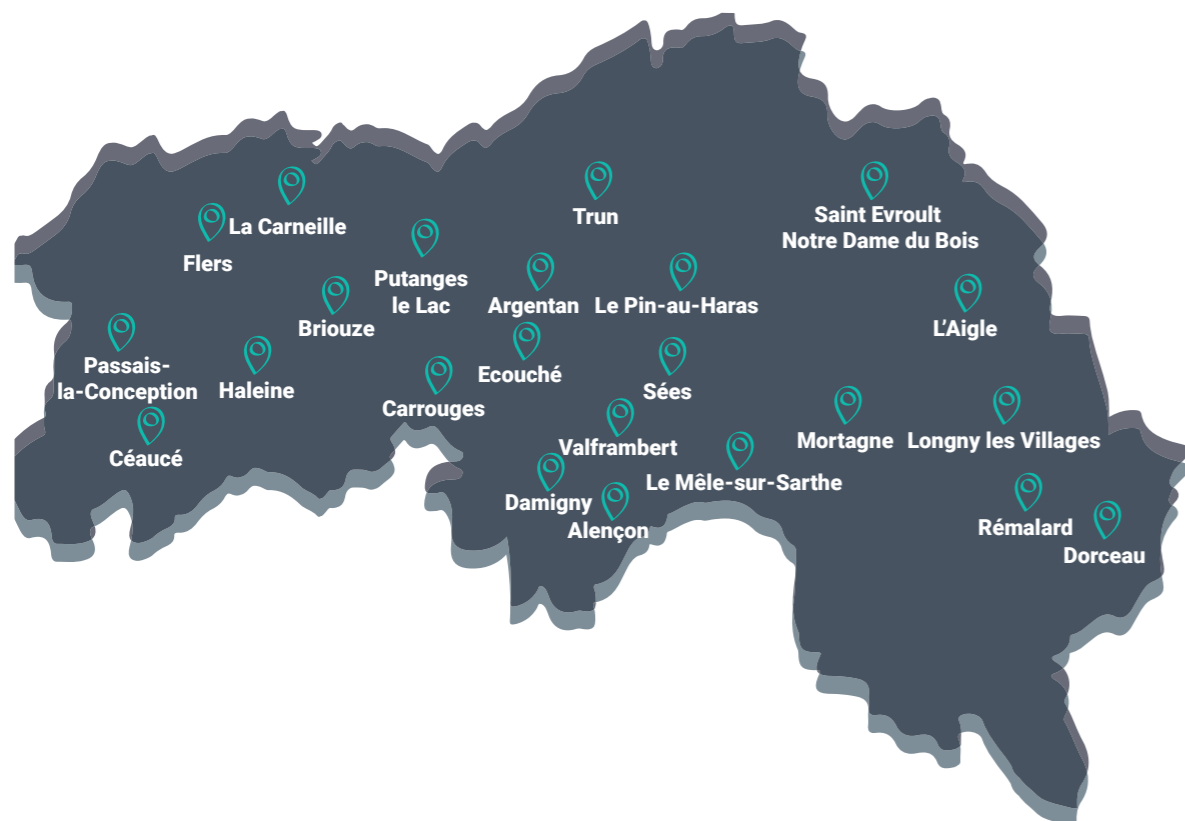 Trun
Saint Evroult
Notre Dame du Bois
La Carneille
Flers
Putanges
le Lac
Argentan
Le Pin-au-Haras
Briouze
L'Aigle
Passais-
la-Conception
Haleine
Ecouché
Sées
Carrouges
Mortagne
Longny les Villages
Céaucé
Valframbert
Le Mêle-sur-Sarthe
Damigny
Alençon
Rémalard
Dorceau